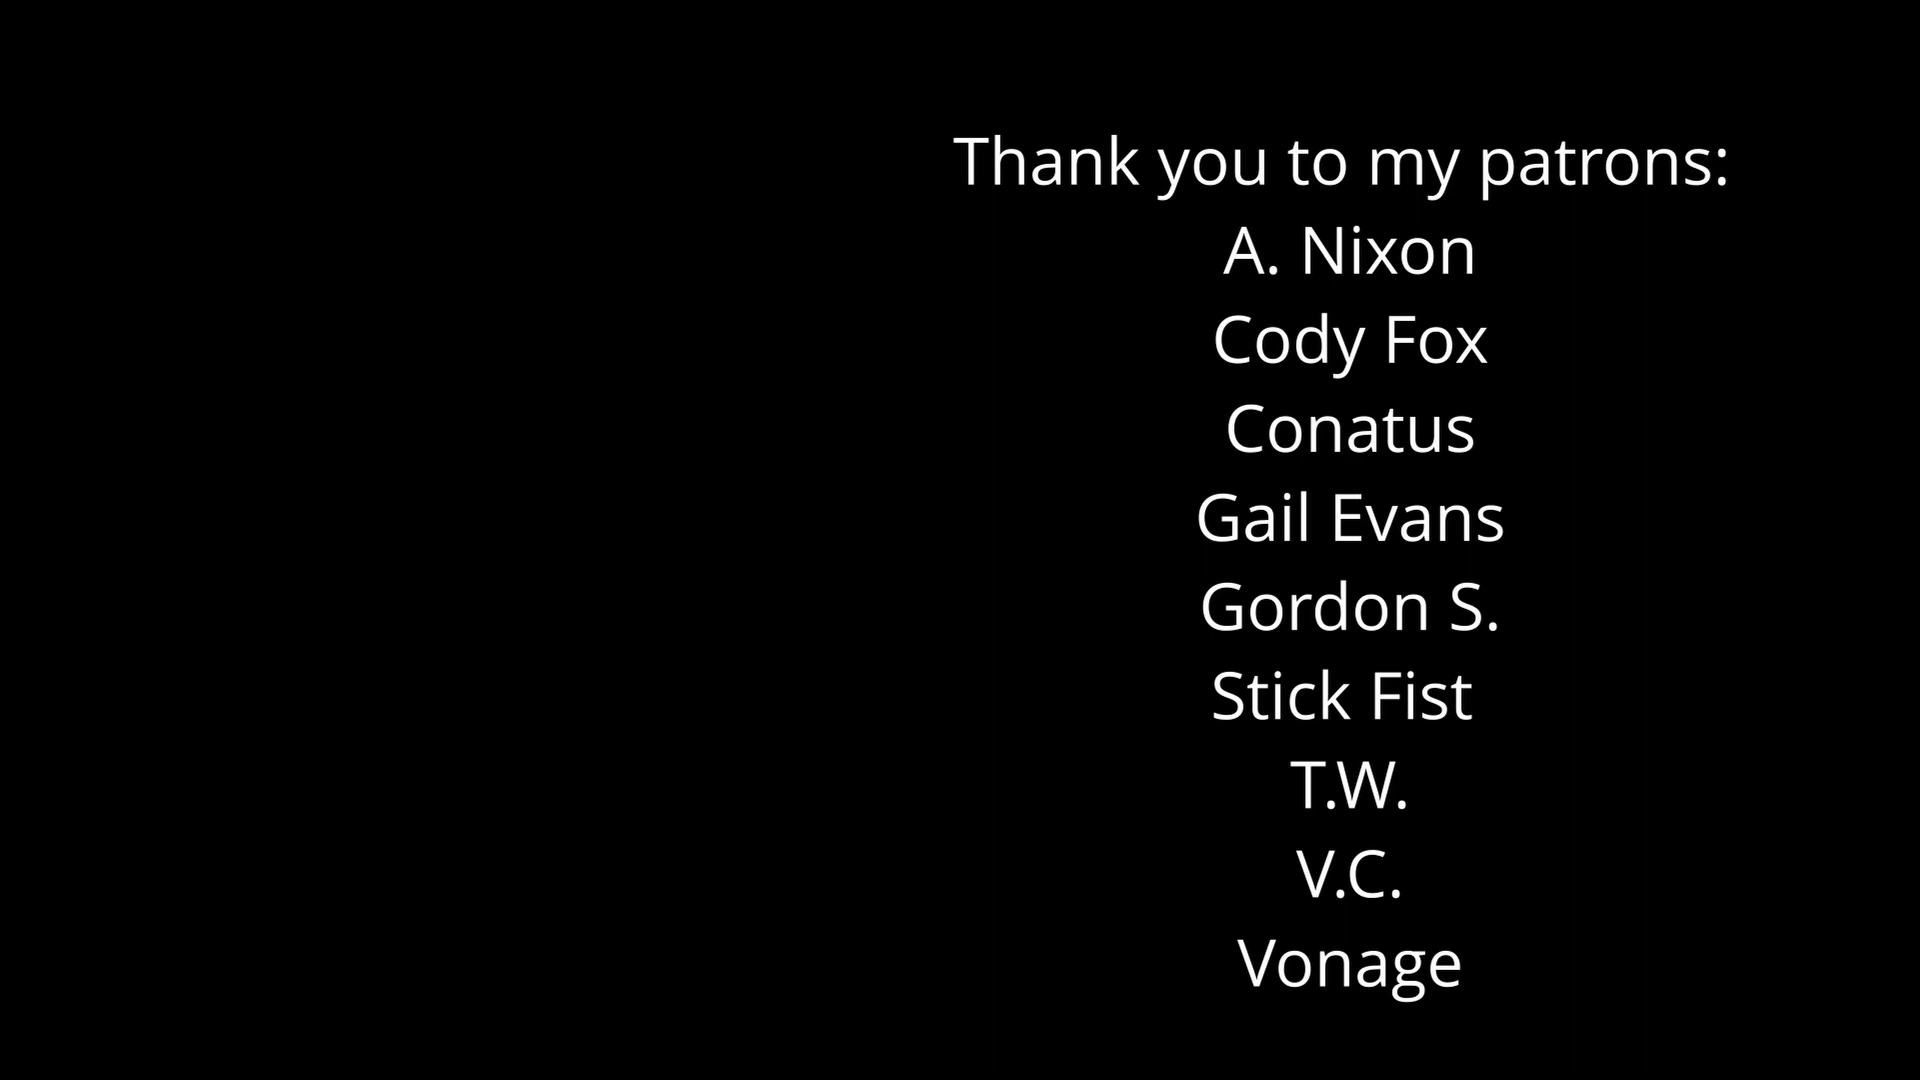 Thank you to my patrons:
A. Nixon
Cody Fox
Conatus
Gail Evans
Gordon S.
Stick Fist
T.W.
V.C.
Vonage